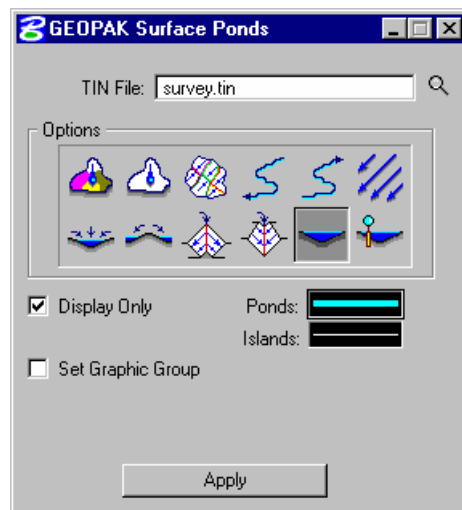 GEOPAK Surface Ponds
TIN File: survey.tin
Options
Display Only
Ponds:
Islands:
Set Graphic Group
Apply